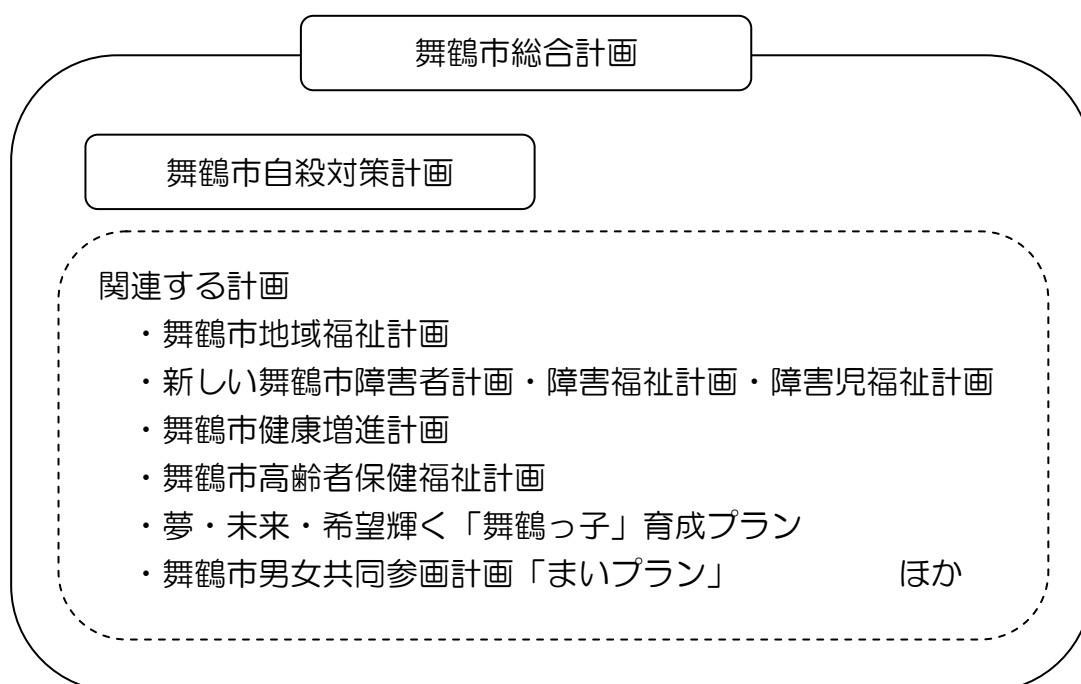 舞鶴市総合計画
舞鶴市自殺対策計画
関連する計画
・舞鶴市地域福祉計画
・新しい舞鶴市障害者計画・障害福祉計画・障害児福祉計画
・舞鶴市健康増進計画
・舞鶴市高齢者保健福祉計画
・夢・未来・希望輝く「舞鶴っ子」育成プラン
・舞鶴市男女共同参画計画「まいプラン」　ほか